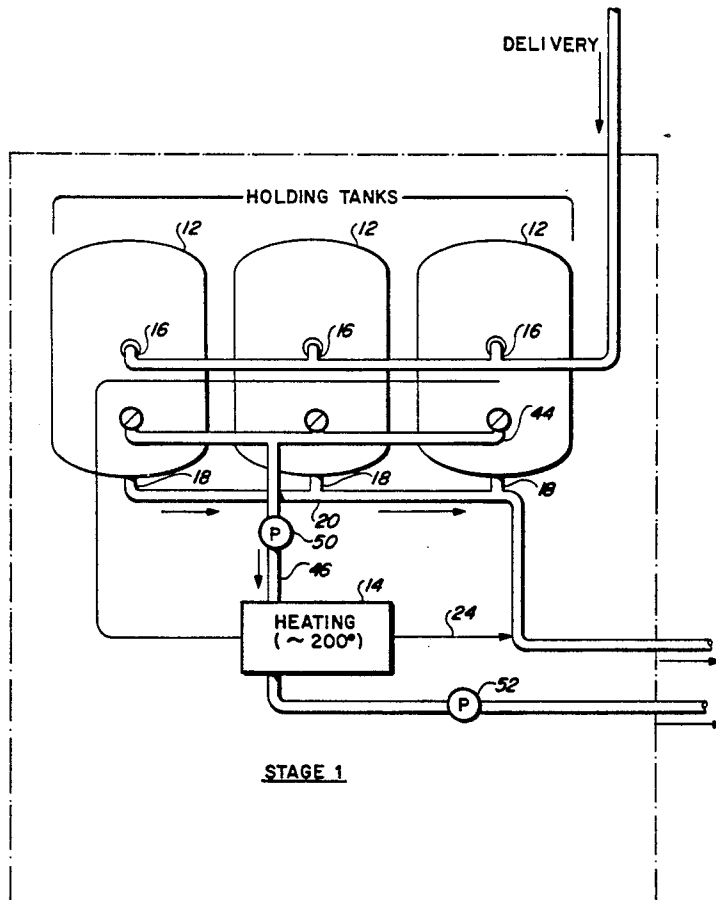 DELIVERY
HOLDING TANKS
12 12 12
16 16 16
44
18 18 18
20
P 50
46
14
HEATING
(~ 200°)
24
52
P
STAGE 1